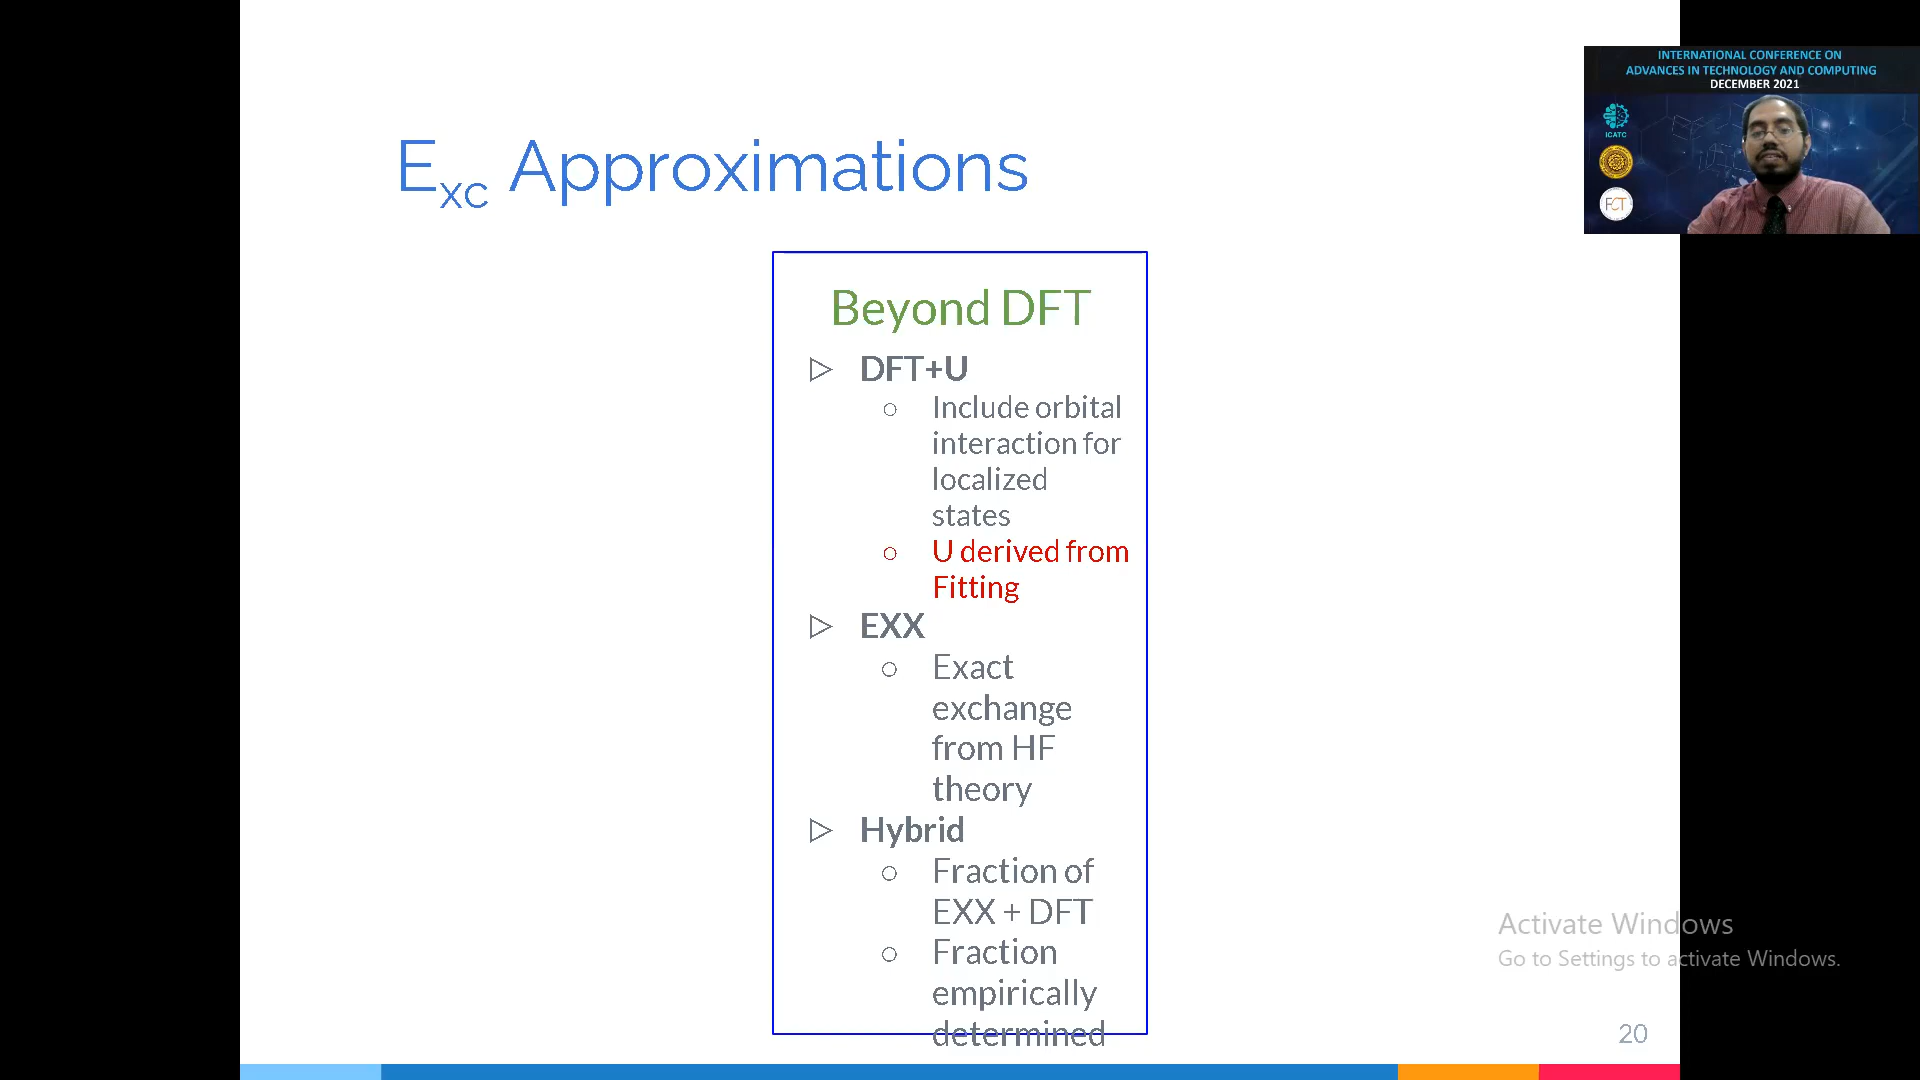 E_xc Approximations
INTERNATIONAL CONFERENCE ON
ADVANCES IN TECHNOLOGY AND COMPUTING
DECEMBER 2021
ICATC
FCT
Beyond DFT
▷ DFT+U
○ Include orbital
interaction for
localized
states
○ U derived from
Fitting
▷ EXX
○ Exact
exchange
from HF
theory
▷ Hybrid
○ Fraction of
EXX + DFT
○ Fraction
empirically
determined
Activate Windows
Go to Settings to activate Windows.
20